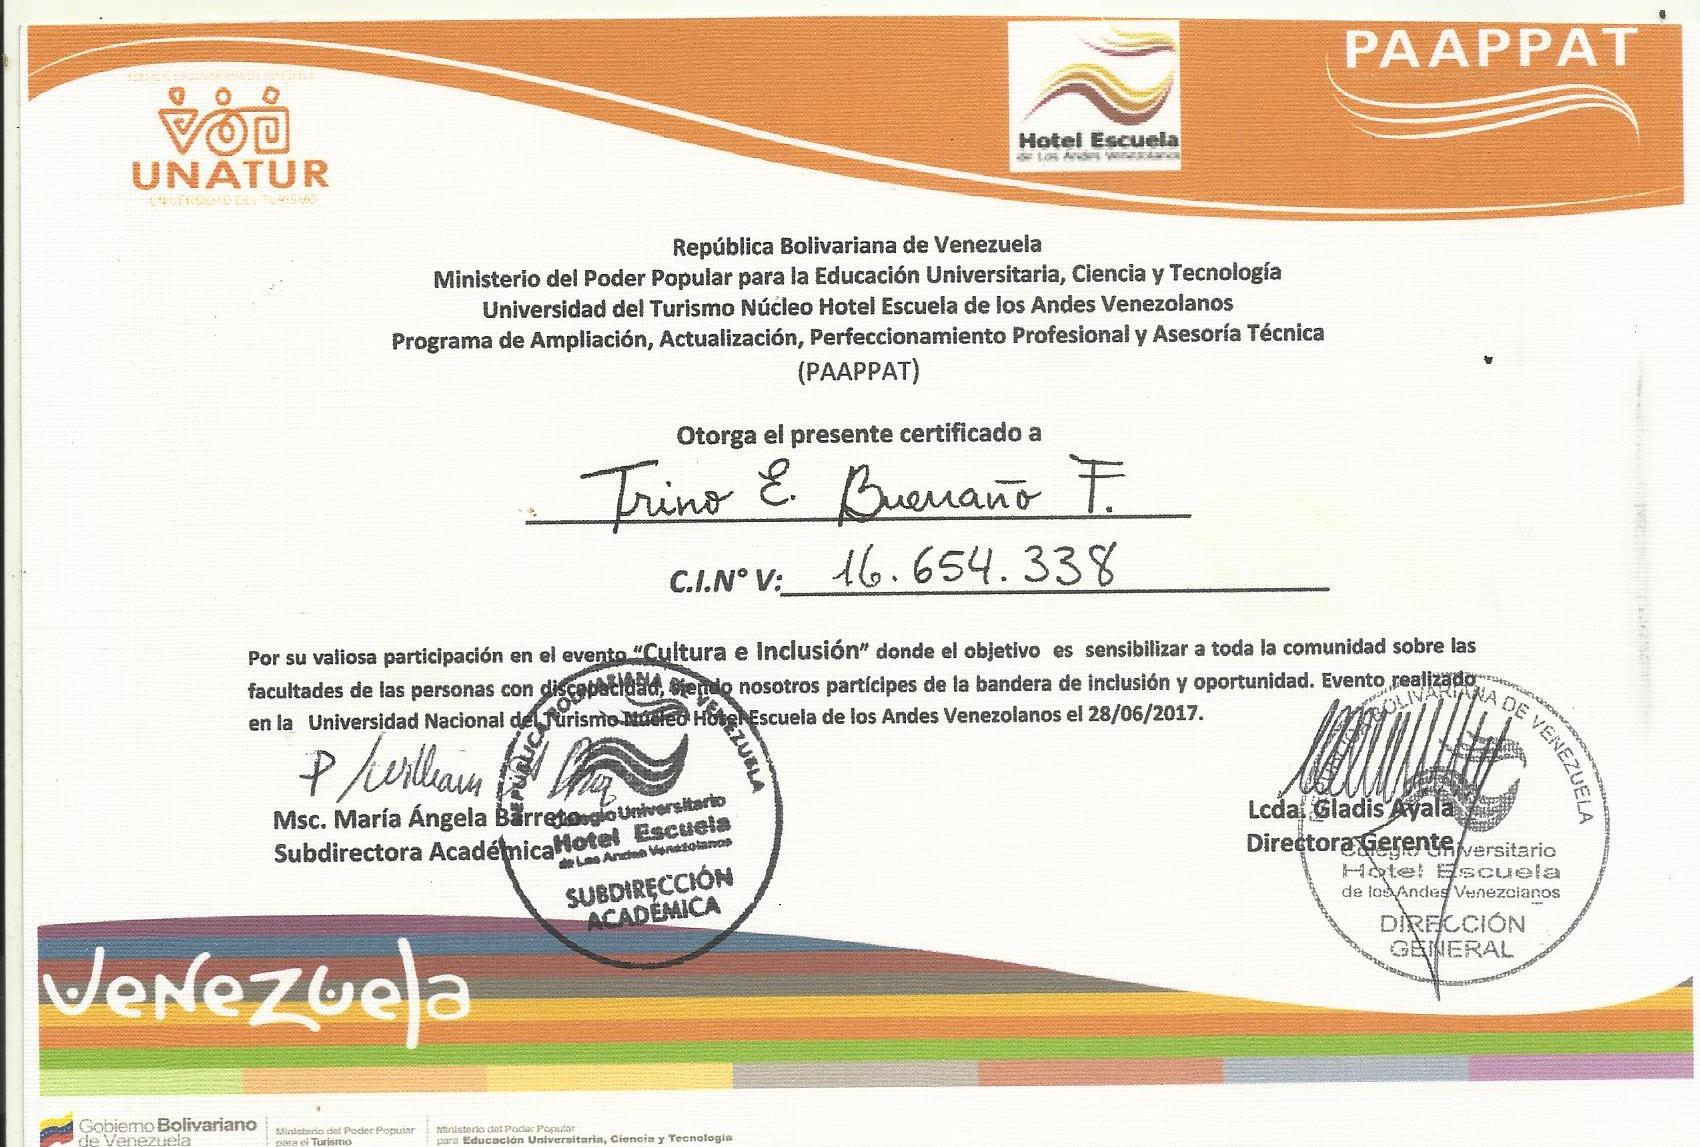 PAAPPAT
Hotel Escuela
de Los Andes Venezolanos
UNATUR
UNIVERSIDAD DEL TURISMO
República Bolivariana de Venezuela
Ministerio del Poder Popular para la Educación Universitaria, Ciencia y Tecnología
Universidad del Turismo Núcleo Hotel Escuela de los Andes Venezolanos
Programa de Ampliación, Actualización, Perfeccionamiento Profesional y Asesoría Técnica
(PAAPPAT)
Otorga el presente certificado a
Trino E. Buenaño F.
C.I.N° V: 16.654.338
Por su valiosa participación en el evento “Cultura e Inclusión” donde el objetivo es sensibilizar a toda la comunidad sobre las
facultades de las personas con discapacidad, siendo nosotros partícipes de la bandera de inclusión y oportunidad. Evento realizado
en la Universidad Nacional del Turismo Núcleo Hotel Escuela de los Andes Venezolanos el 28/06/2017.
P/William
Msc. María Ángela Barreto
Subdirectora Académica
REPÚBLICA BOLIVARIANA DE VENEZUELA
Colegio Universitario
Hotel Escuela
de Los Andes Venezolanos
SUBDIRECCIÓN
ACADÉMICA
Lcda. Gladis Ayala
Directora Gerente
REPÚBLICA BOLIVARIANA DE VENEZUELA
Colegio Universitario
Hotel Escuela
de los Andes Venezolanos
DIRECCIÓN
GENERAL
Venezuela
Gobierno Bolivariano
de Venezuela
Ministerio del Poder Popular
para el Turismo
Ministerio del Poder Popular
para Educación Universitaria, Ciencia y Tecnología